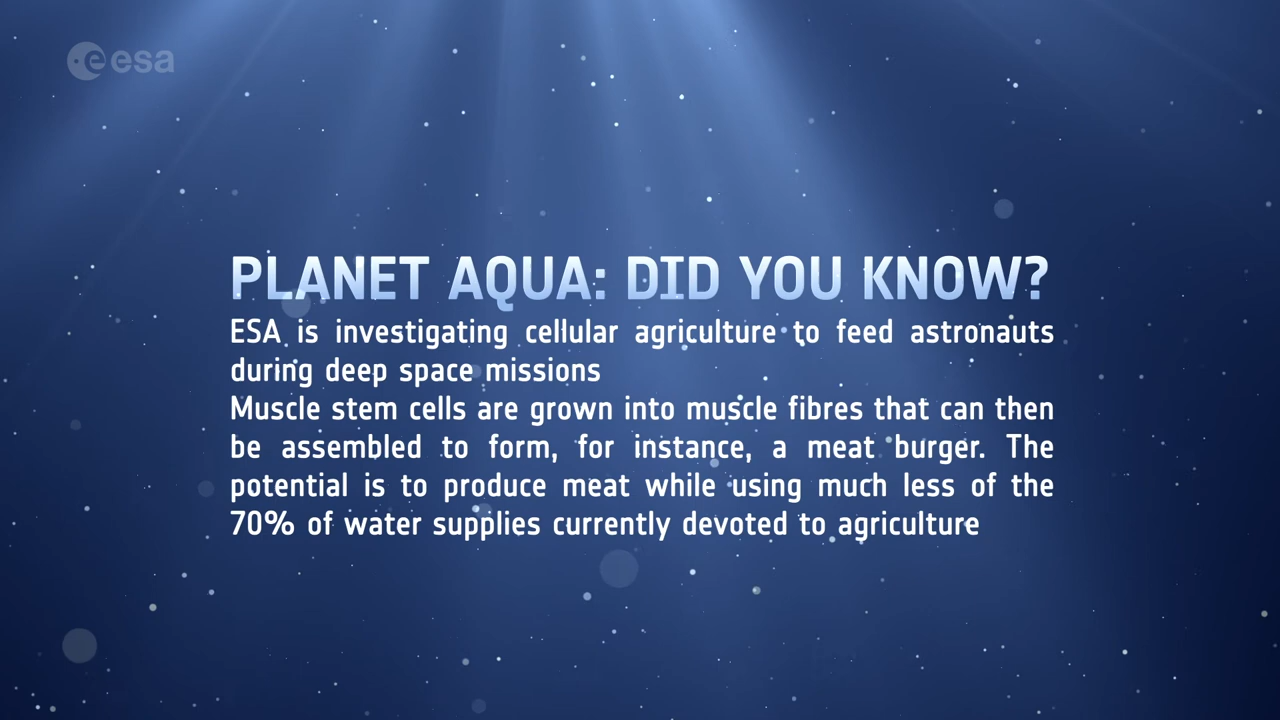 esa
PLANET AQUA: DID YOU KNOW?
ESA is investigating cellular agriculture to feed astronauts
during deep space missions
Muscle stem cells are grown into muscle fibres that can then
be assembled to form, for instance, a meat burger. The
potential is to produce meat while using much less of the
70% of water supplies currently devoted to agriculture